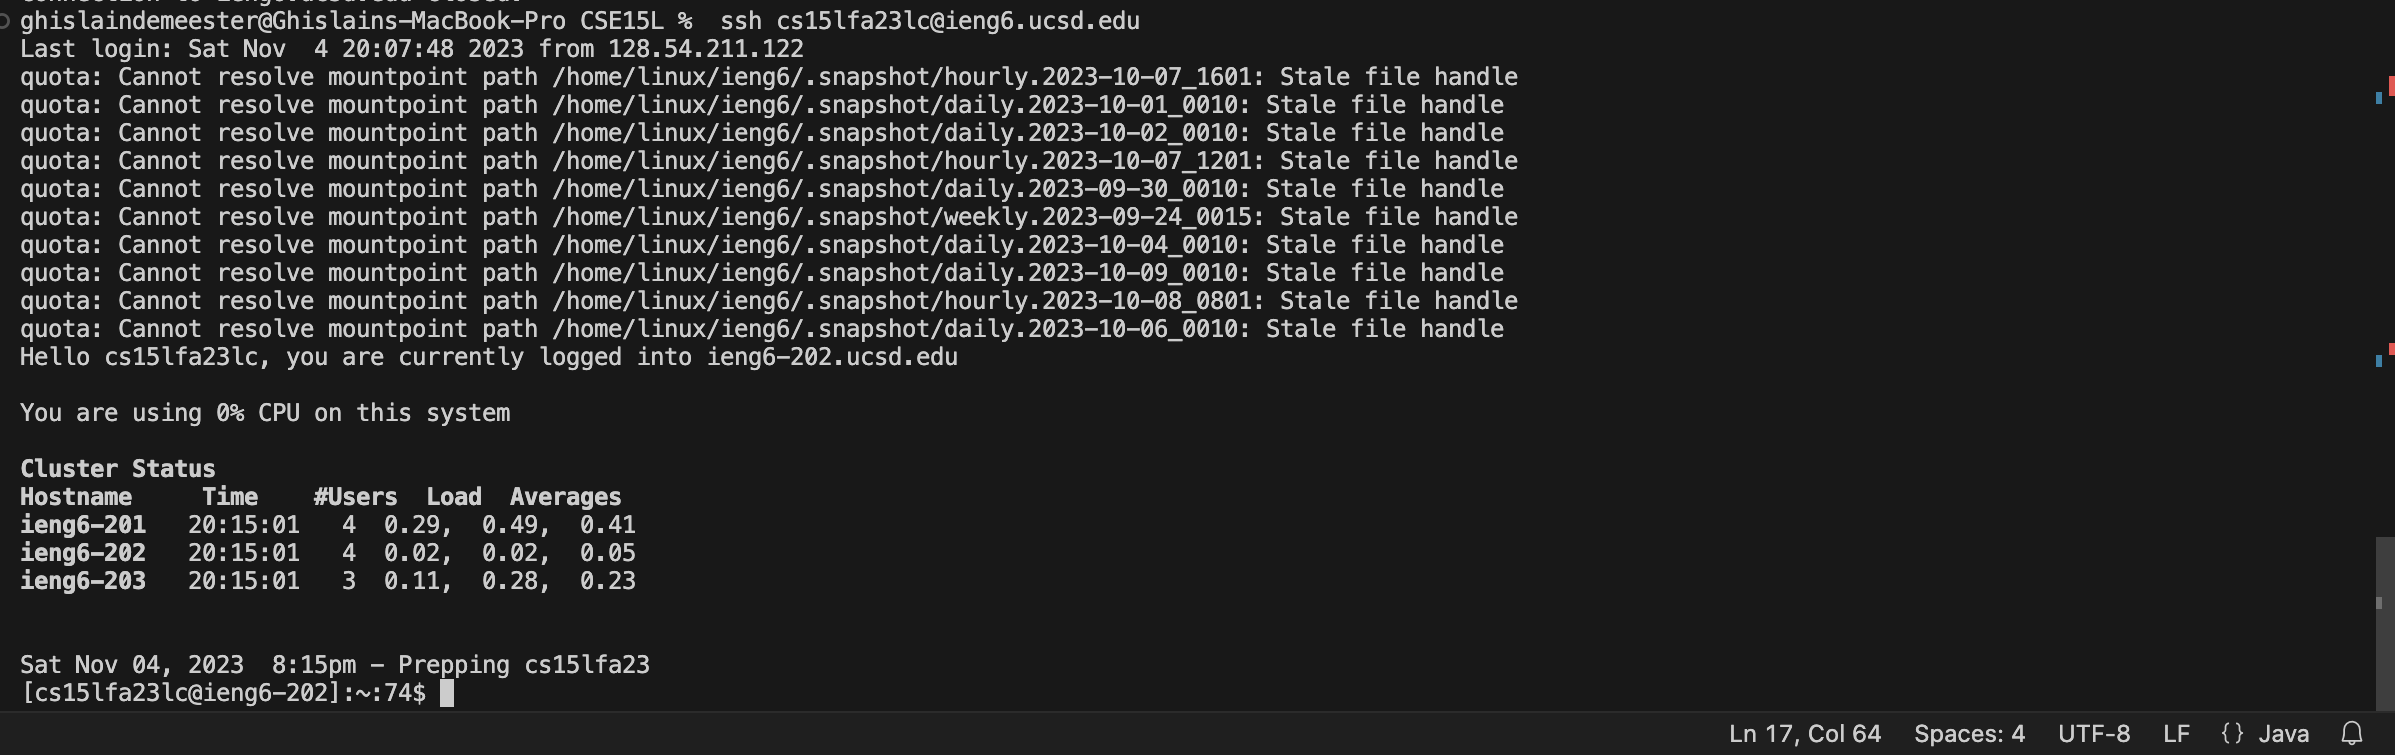 ghislaindemeester@Ghislains-MacBook-Pro CSE15L %  ssh cs15lfa23lc@ieng6.ucsd.edu
Last login: Sat Nov  4 20:07:48 2023 from 128.54.211.122
quota: Cannot resolve mountpoint path /home/linux/ieng6/.snapshot/hourly.2023-10-07_1601: Stale file handle
quota: Cannot resolve mountpoint path /home/linux/ieng6/.snapshot/daily.2023-10-01_0010: Stale file handle
quota: Cannot resolve mountpoint path /home/linux/ieng6/.snapshot/daily.2023-10-02_0010: Stale file handle
quota: Cannot resolve mountpoint path /home/linux/ieng6/.snapshot/hourly.2023-10-07_1201: Stale file handle
quota: Cannot resolve mountpoint path /home/linux/ieng6/.snapshot/daily.2023-09-30_0010: Stale file handle
quota: Cannot resolve mountpoint path /home/linux/ieng6/.snapshot/weekly.2023-09-24_0015: Stale file handle
quota: Cannot resolve mountpoint path /home/linux/ieng6/.snapshot/daily.2023-10-04_0010: Stale file handle
quota: Cannot resolve mountpoint path /home/linux/ieng6/.snapshot/daily.2023-10-09_0010: Stale file handle
quota: Cannot resolve mountpoint path /home/linux/ieng6/.snapshot/hourly.2023-10-08_0801: Stale file handle
quota: Cannot resolve mountpoint path /home/linux/ieng6/.snapshot/daily.2023-10-06_0010: Stale file handle
Hello cs15lfa23lc, you are currently logged into ieng6-202.ucsd.edu
You are using 0% CPU on this system
Cluster Status
Hostname     Time    #Users  Load  Averages
ieng6-201   20:15:01   4  0.29,  0.49,  0.41
ieng6-202   20:15:01   4  0.02,  0.02,  0.05
ieng6-203   20:15:01   3  0.11,  0.28,  0.23
Sat Nov 04, 2023  8:15pm - Prepping cs15lfa23
[cs15lfa23lc@ieng6-202]:~:74$
Ln 17, Col 64 Spaces: 4 UTF-8 LF {} Java